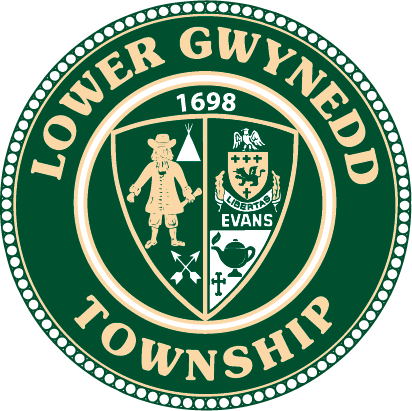 LOWER GWYNEDD
1698
LIBERTAS
EVANS
TOWNSHIP